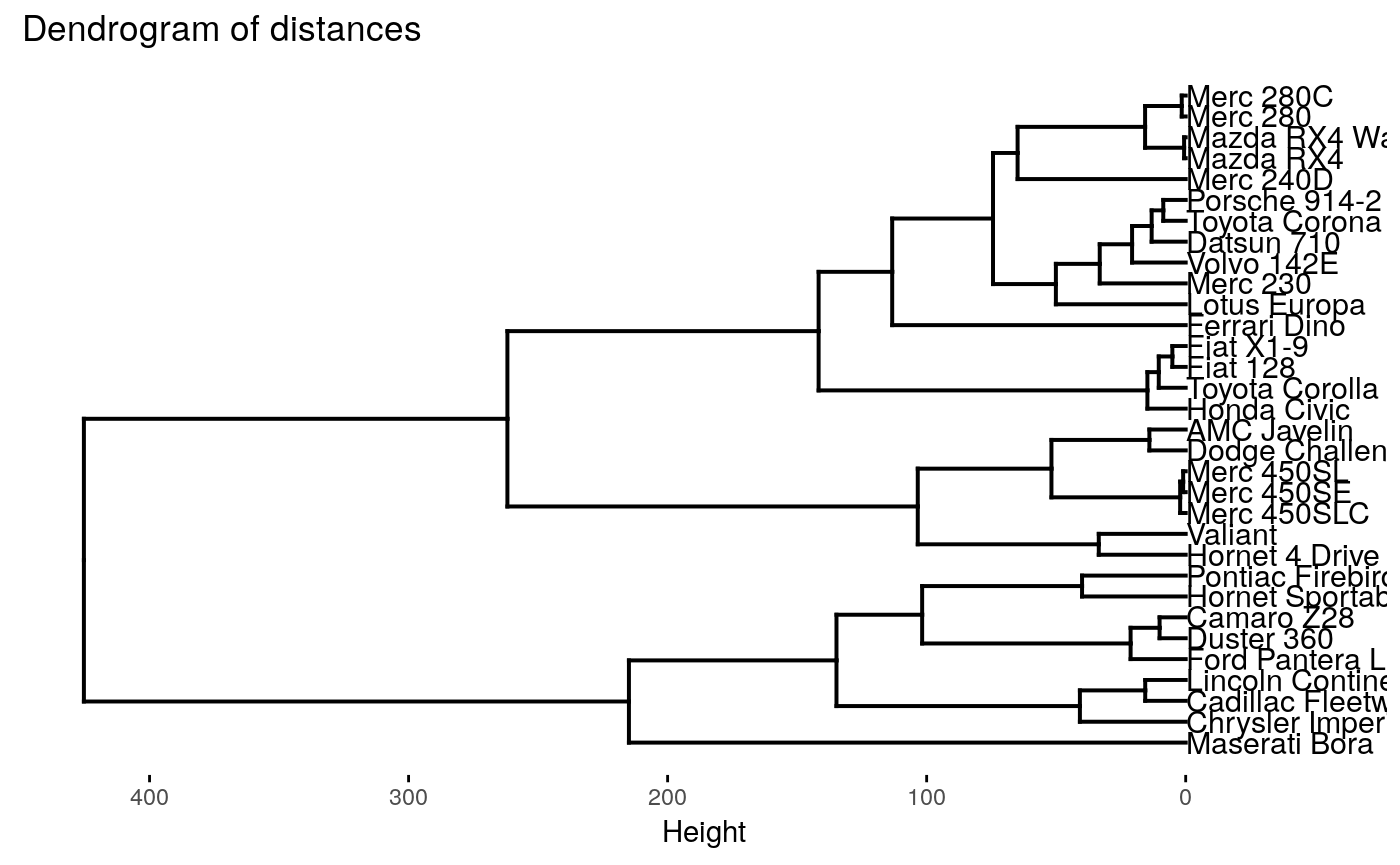 Dendrogram of distances
Merc 280C
Merc 280
Mazda RX4 Wa
Mazda RX4
Merc 240D
Porsche 914-2
Toyota Corona
Datsun 710
Volvo 142E
Merc 230
Lotus Europa
Ferrari Dino
Fiat X1-9
Fiat 128
Toyota Corolla
Honda Civic
AMC Javelin
Dodge Challen
Merc 450SL
Merc 450SE
Merc 450SLC
Valiant
Hornet 4 Drive
Pontiac Firebird
Hornet Sportab
Camaro Z28
Duster 360
Ford Pantera L
Lincoln Contine
Cadillac Fleetw
Chrysler Imper
Maserati Bora
400 300 200 100 0
Height